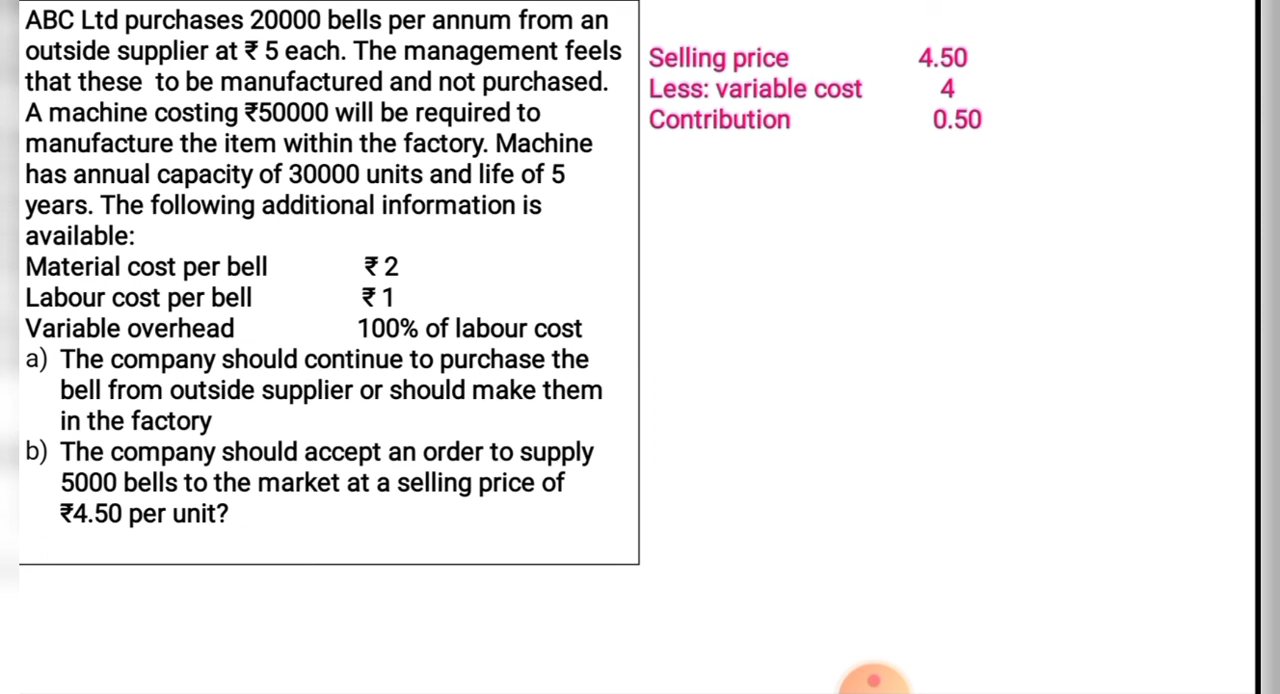 ABC Ltd purchases 20000 bells per annum from an
outside supplier at ₹ 5 each. The management feels
that these to be manufactured and not purchased.
A machine costing ₹50000 will be required to
manufacture the item within the factory. Machine
has annual capacity of 30000 units and life of 5
years. The following additional information is
available:
Material cost per bell ₹ 2
Labour cost per bell ₹ 1
Variable overhead 100% of labour cost
a) The company should continue to purchase the
bell from outside supplier or should make them
in the factory
b) The company should accept an order to supply
5000 bells to the market at a selling price of
₹4.50 per unit?
Selling price 4.50
Less: variable cost 4
Contribution 0.50